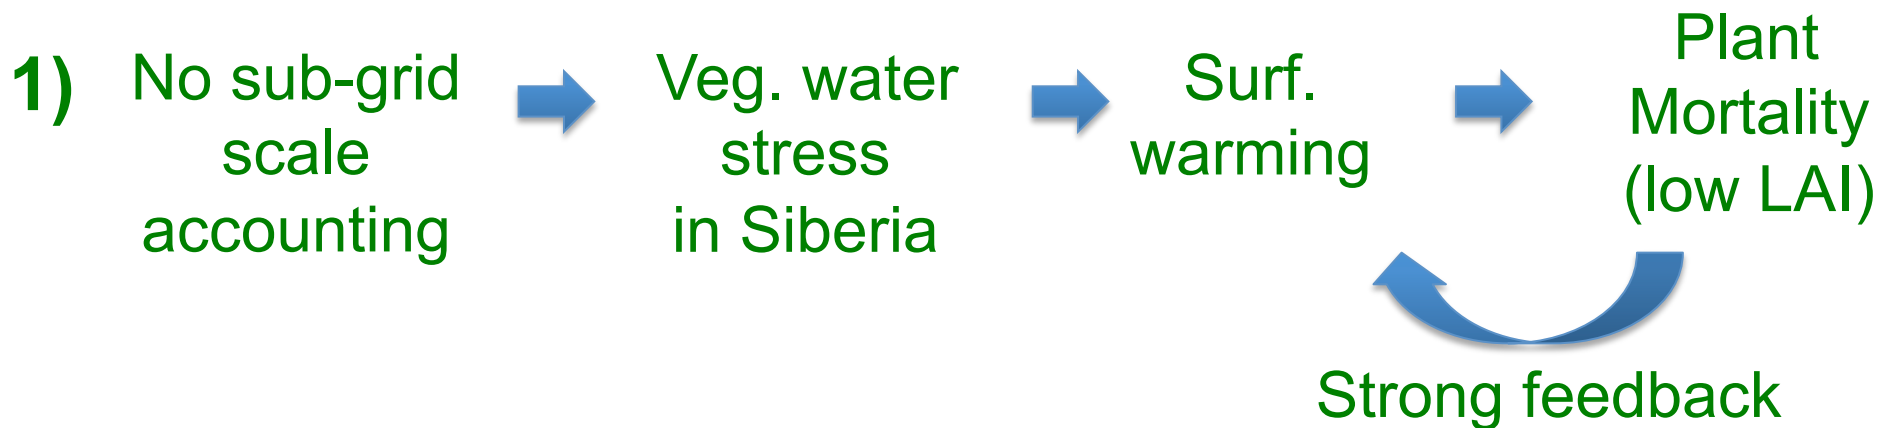 1)
No sub-grid
scale
accounting
Veg. water
stress
in Siberia
Surf.
warming
Plant
Mortality
(low LAI)
Strong feedback